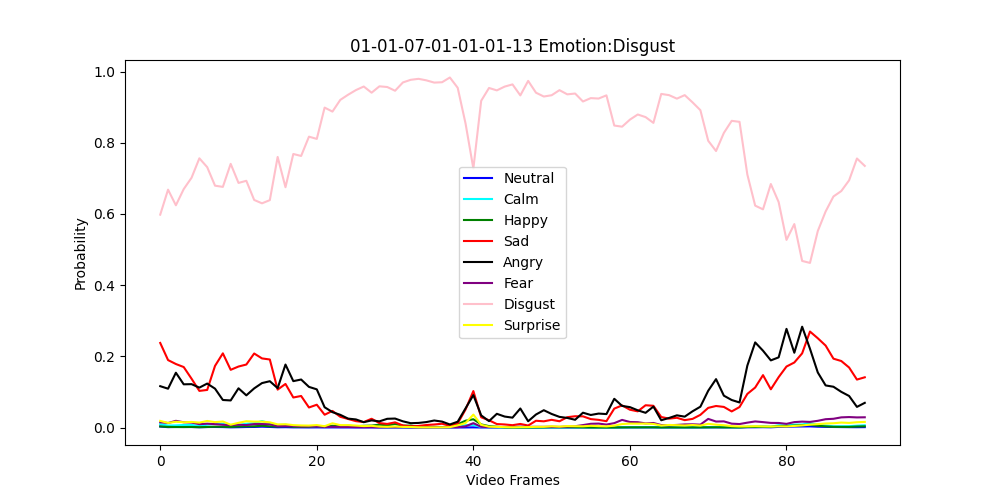 01-01-07-01-01-01-13 Emotion:Disgust
1.0
0.8
0.6
0.4
0.2
0.0
Probability
Neutral
Calm
Happy
Sad
Angry
Fear
Disgust
Surprise
0 20 40 60 80
Video Frames